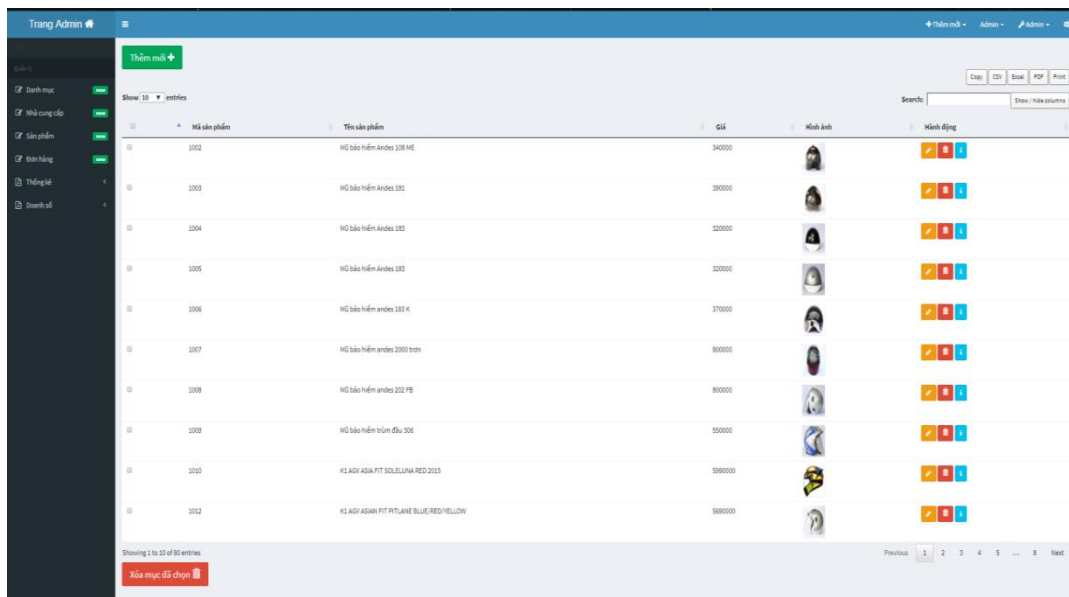 Trang Admin
Thêm mới
Admin
Admin
Thêm mới
Quản lý
Copy CSV Excel PDF Print
Danh mục new
Show 10 entries
Search:
Show / hide columns
Nhà cung cấp new
Mã sản phẩm Tên sản phẩm Giá Hình ảnh Hành động
Sản phẩm new
Đơn hàng new
Thống kê
Doanh số
1002 Mũ bảo hiểm Andes 108 ME 340000
1003 Mũ bảo hiểm Andes 181 390000
1004 Mũ bảo hiểm Andes 183 320000
1005 Mũ bảo hiểm Andes 183 320000
1006 Mũ bảo hiểm andes 183 K 370000
1007 Mũ bảo hiểm andes 2000 trơn 800000
1008 Mũ bảo hiểm andes 202 FB 800000
1009 Mũ bảo hiểm trùm đầu 306 550000
1010 K1 AGV ASIA FIT SOLELUNA RED 2015 5990000
1012 K1 AGV ASIAN FIT PITLANE BLUE/RED/YELLOW 5690000
Showing 1 to 10 of 80 entries
Previous 1 2 3 4 5 ... 8 Next
Xóa mục đã chọn